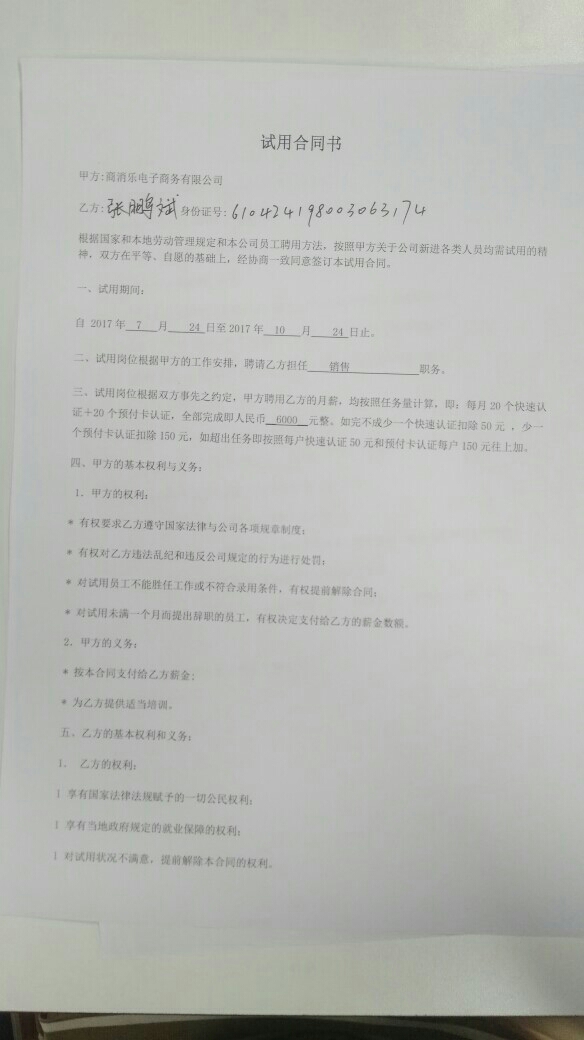 试用合同书
甲方:商消乐电子商务有限公司
乙方:张鹏斌 身份证号:610424198003063174
根据国家和本地劳动管理规定和本公司员工聘用方法，按照甲方关于公司新进各类人员均需试用的精
神，双方在平等、自愿的基础上，经协商一致同意签订本试用合同。
一、试用期间：
自 2017年 7 月 24 日至 2017年 10 月 24 日止。
二、试用岗位根据甲方的工作安排，聘请乙方担任 销售 职务。
三、试用岗位根据双方事先之约定，甲方聘用乙方的月薪，均按照任务量计算，即：每月20个快速认
证+20个预付卡认证，全部完成即人民币 6000 元整。如完不成少一个快速认证扣除50元，少一
个预付卡认证扣除150元，如超出任务即按照每户快速认证50元和预付卡认证每户150元往上加。
四、甲方的基本权利与义务：
1．甲方的权利：
* 有权要求乙方遵守国家法律与公司各项规章制度；
* 有权对乙方违法乱纪和违反公司规定的行为进行处罚；
* 对试用员工不能胜任工作或不符合录用条件，有权提前解除合同；
* 对试用未满一个月而提出辞职的员工，有权决定支付给乙方的薪金数额。
2．甲方的义务：
* 按本合同支付给乙方薪金；
* 为乙方提供适当培训。
五、乙方的基本权利和义务：
1． 乙方的权利：
l 享有国家法律法规赋予的一切公民权利；
l 享有当地政府规定的就业保障的权利；
l 对试用状况不满意，提前解除本合同的权利。